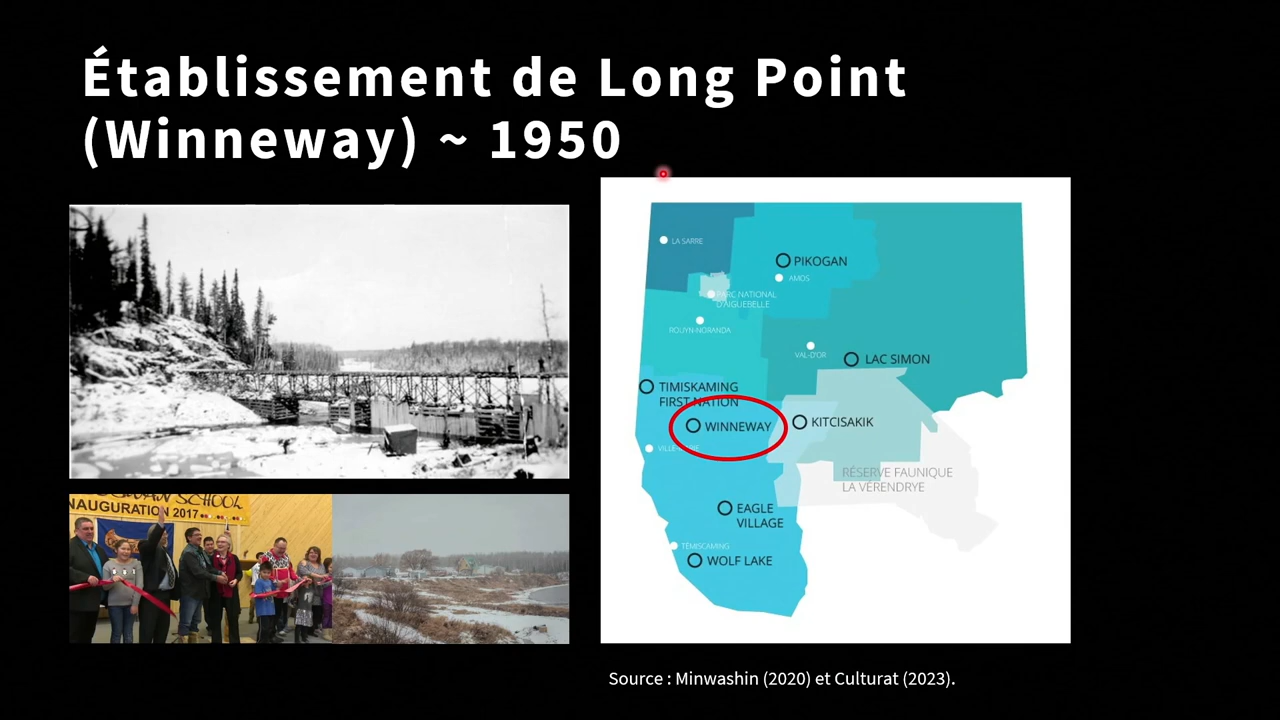 Établissement de Long Point
(Winneway) ~ 1950
SCHOOL
INAUGURATION 2017
LA SARRE
PIKOGAN
AMOS
PARC NATIONAL
D'AIGUEBELLE
ROUYN-NORANDA
VAL-D'OR
LAC SIMON
TIMISKAMING
FIRST NATION
WINNEWAY
KITCISAKIK
RÉSERVE FAUNIQUE
LA VÉRENDRYE
EAGLE
VILLAGE
TÉMISCAMING
WOLF LAKE
Source : Minwashin (2020) et Culturat (2023).